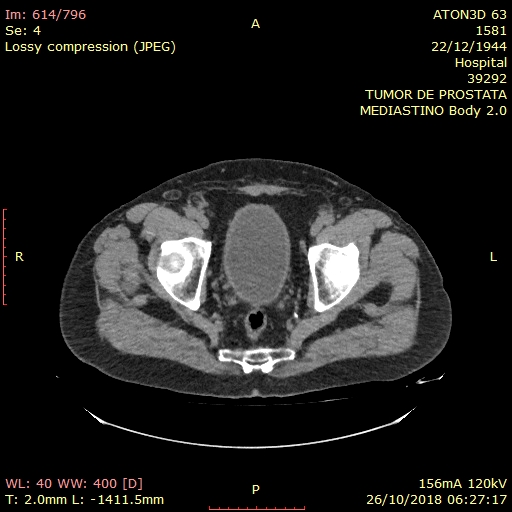 Im: 614/796
Se: 4
Lossy compression (JPEG)
A
ATON3D 63
1581
22/12/1944
Hospital
39292
TUMOR DE PROSTATA
MEDIASTINO Body 2.0
R
L
WL: 40 WW: 400 [D]
T: 2.0mm L: -1411.5mm
P
156mA 120kV
26/10/2018 06:27:17